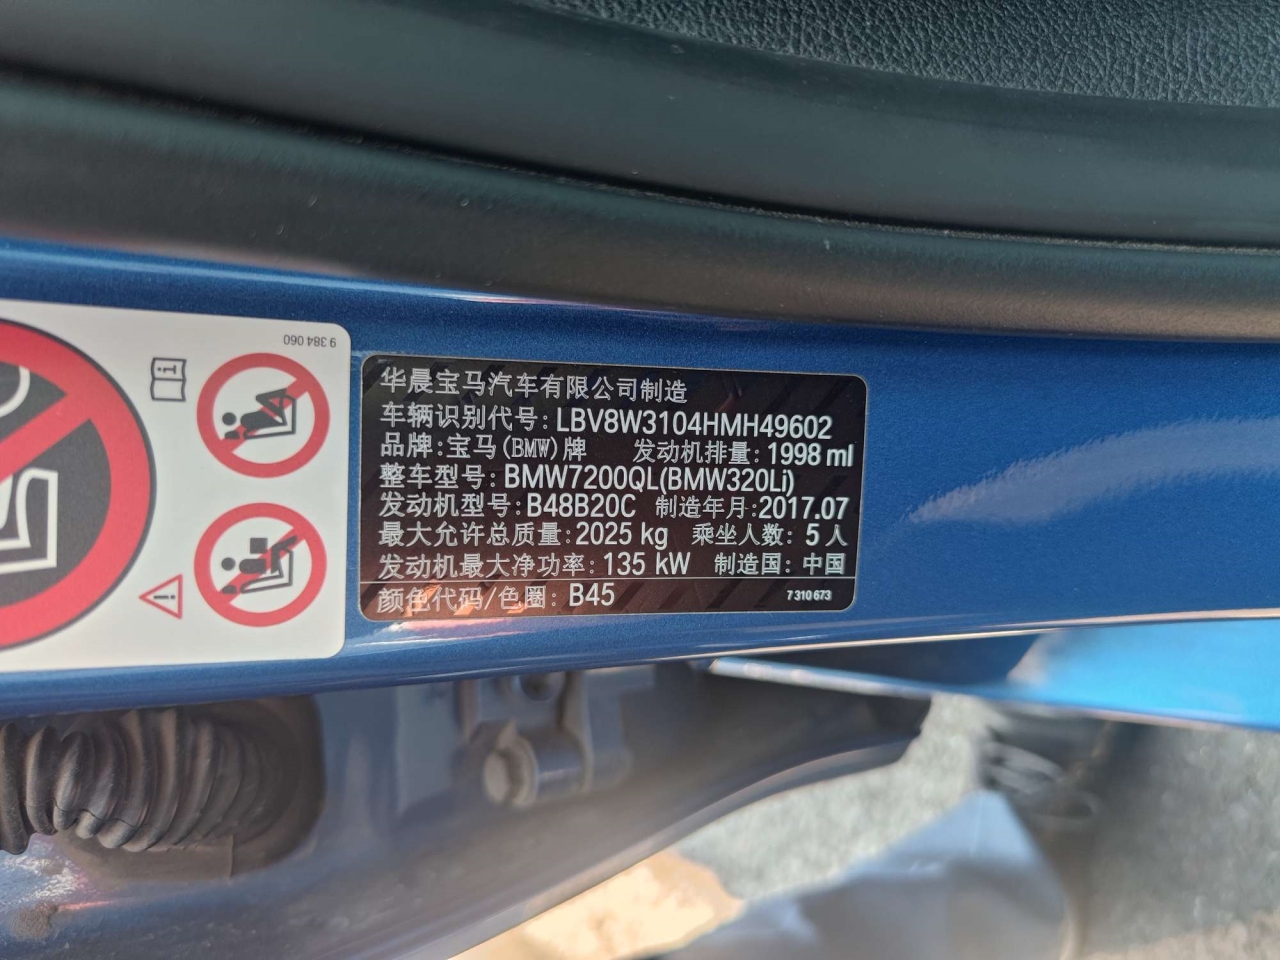 9 384 060
华晨宝马汽车有限公司制造
车辆识别代号: LBV8W3104HMH49602
品牌:宝马(BMW)牌 发动机排量: 1998 ml
整车型号: BMW7200QL(BMW320Li)
发动机型号: B48B20C 制造年月:2017.07
最大允许总质量: 2025 kg 乘坐人数: 5 人
发动机最大净功率: 135 kW 制造国: 中国
颜色代码/色圈: B45 7 310 673